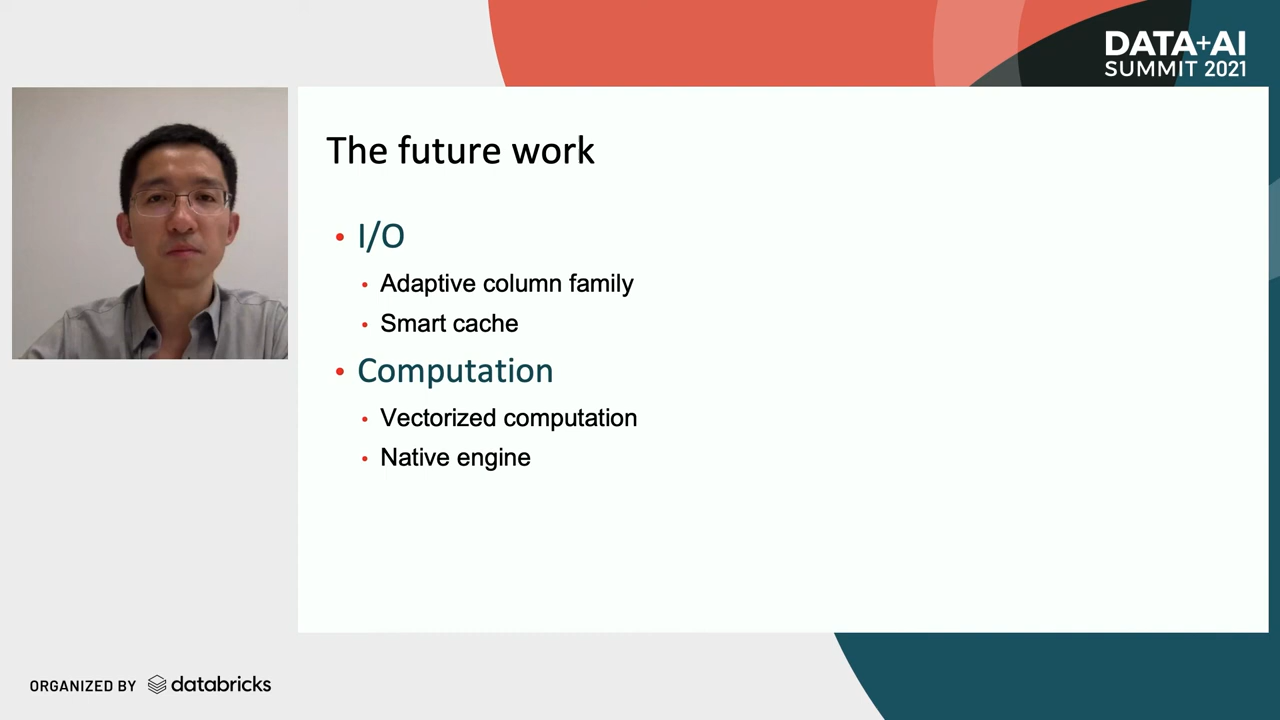 DATA+AI
SUMMIT 2021
The future work
• I/O
• Adaptive column family
• Smart cache
• Computation
• Vectorized computation
• Native engine
ORGANIZED BY databricks